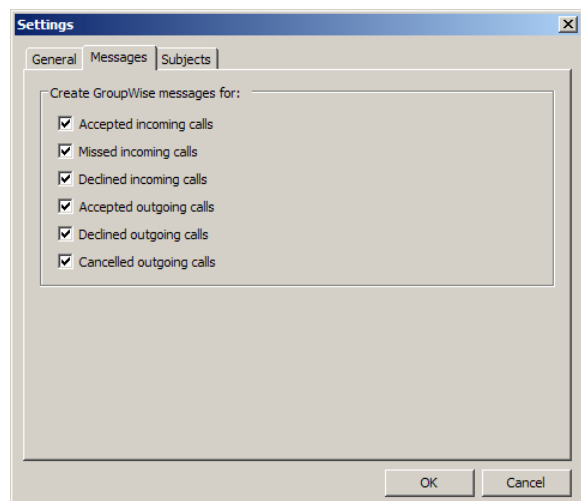 Settings
General Messages Subjects
Create GroupWise messages for:
Accepted incoming calls
Missed incoming calls
Declined incoming calls
Accepted outgoing calls
Declined outgoing calls
Cancelled outgoing calls
OK Cancel